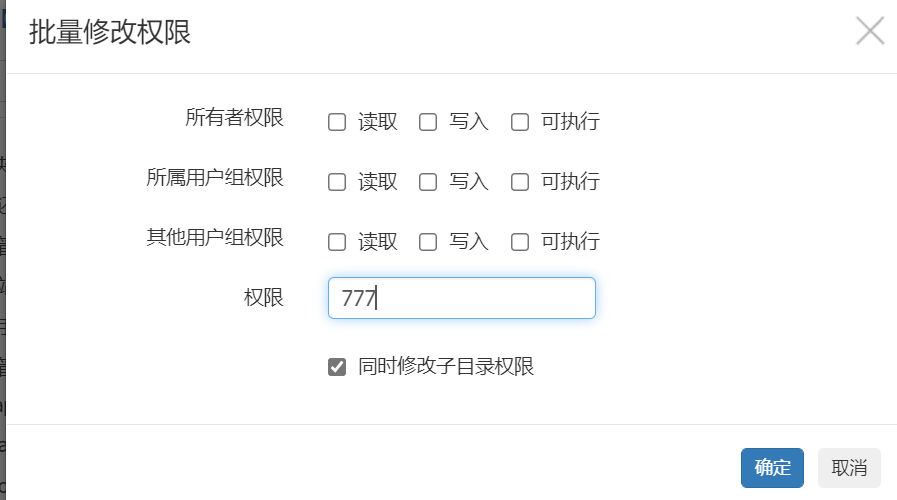 批量修改权限
所有者权限 读取 写入 可执行
所属用户组权限 读取 写入 可执行
其他用户组权限 读取 写入 可执行
权限 777
同时修改子目录权限
确定 取消